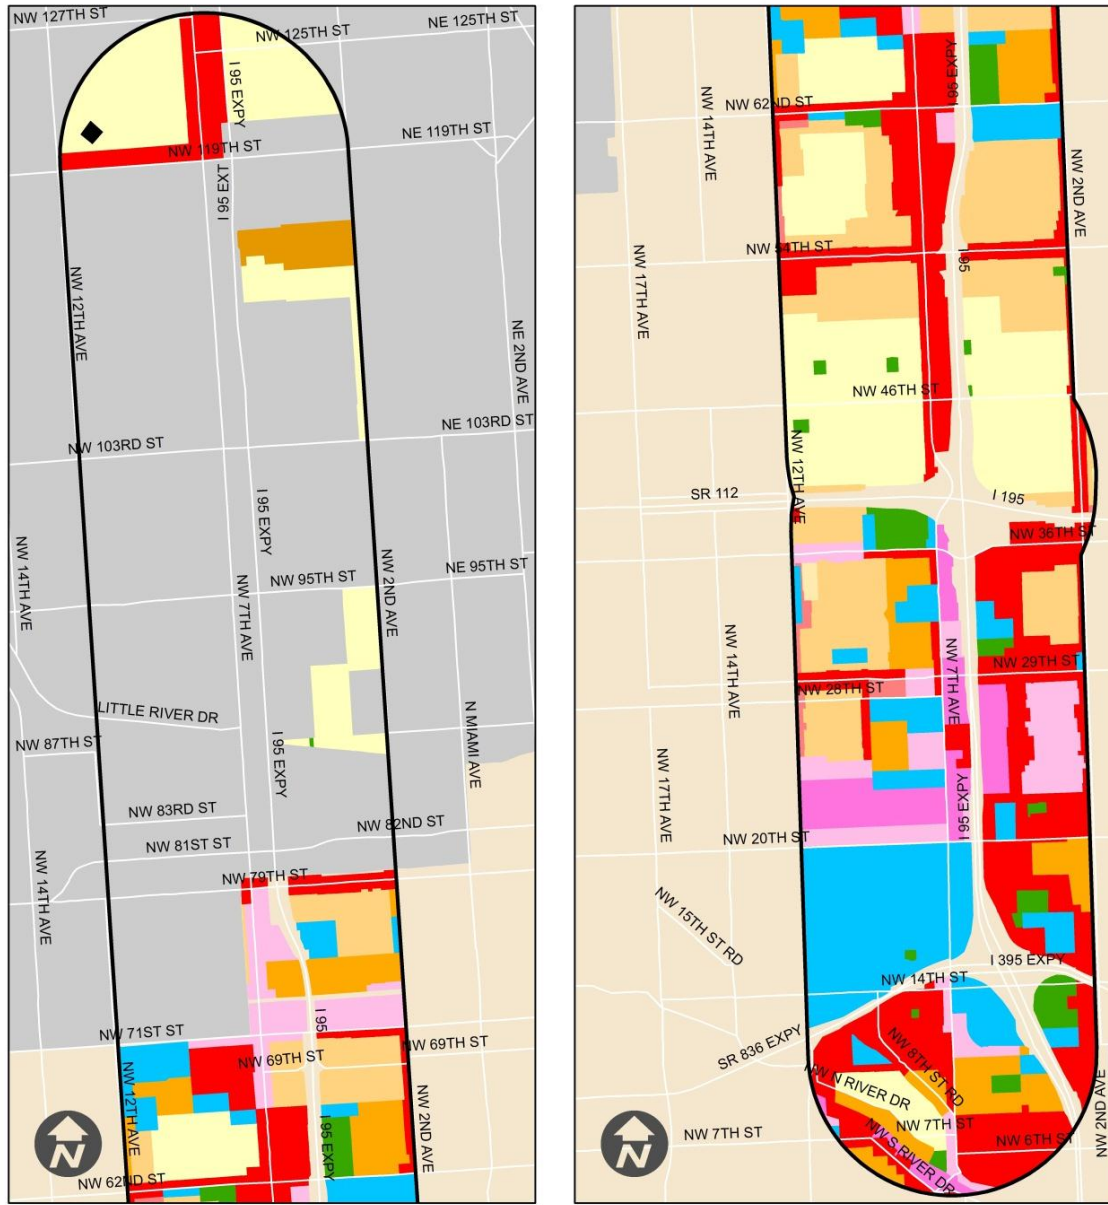 NW 127TH ST
NE 125TH ST
NW 125TH ST
I 95 EXPY
NE 119TH ST
NW 119TH ST
I 95 EXT
NW 12TH AVE
NE 2ND AVE
NE 103RD ST
NW 103RD ST
I 95 EXPY
NW 14TH AVE
NE 95TH ST
NW 95TH ST
NW 2ND AVE
NW 7TH AVE
LITTLE RIVER DR
N MIAMI AVE
NW 87TH ST
I 95 EXPY
NW 83RD ST
NW 82ND ST
NW 81ST ST
NW 79TH ST
NW 14TH AVE
I 95
NW 71ST ST
NW 69TH ST
NW 69TH ST
NW 12TH AVE
NW 2ND AVE
I 95 EXPY
N
NW 62ND ST
I 95 EXPY
NW 62ND ST
NW 14TH AVE
NW 2ND AVE
NW 54TH ST
I 95
NW 17TH AVE
NW 46TH ST
NW 12TH AVE
SR 112
I 195
NW 36TH ST
NW 14TH AVE
NW 7TH AVE
NW 29TH ST
NW 28TH ST
NW 17TH AVE
I 95 EXPY
NW 20TH ST
NW 15TH ST RD
I 395 EXPY
NW 14TH ST
SR 836 EXPY
NW 8TH ST RD
NW N RIVER DR
NW 2ND AVE
NW 7TH ST
NW 7TH ST
NW 6TH ST
NW S RIVER DR
N